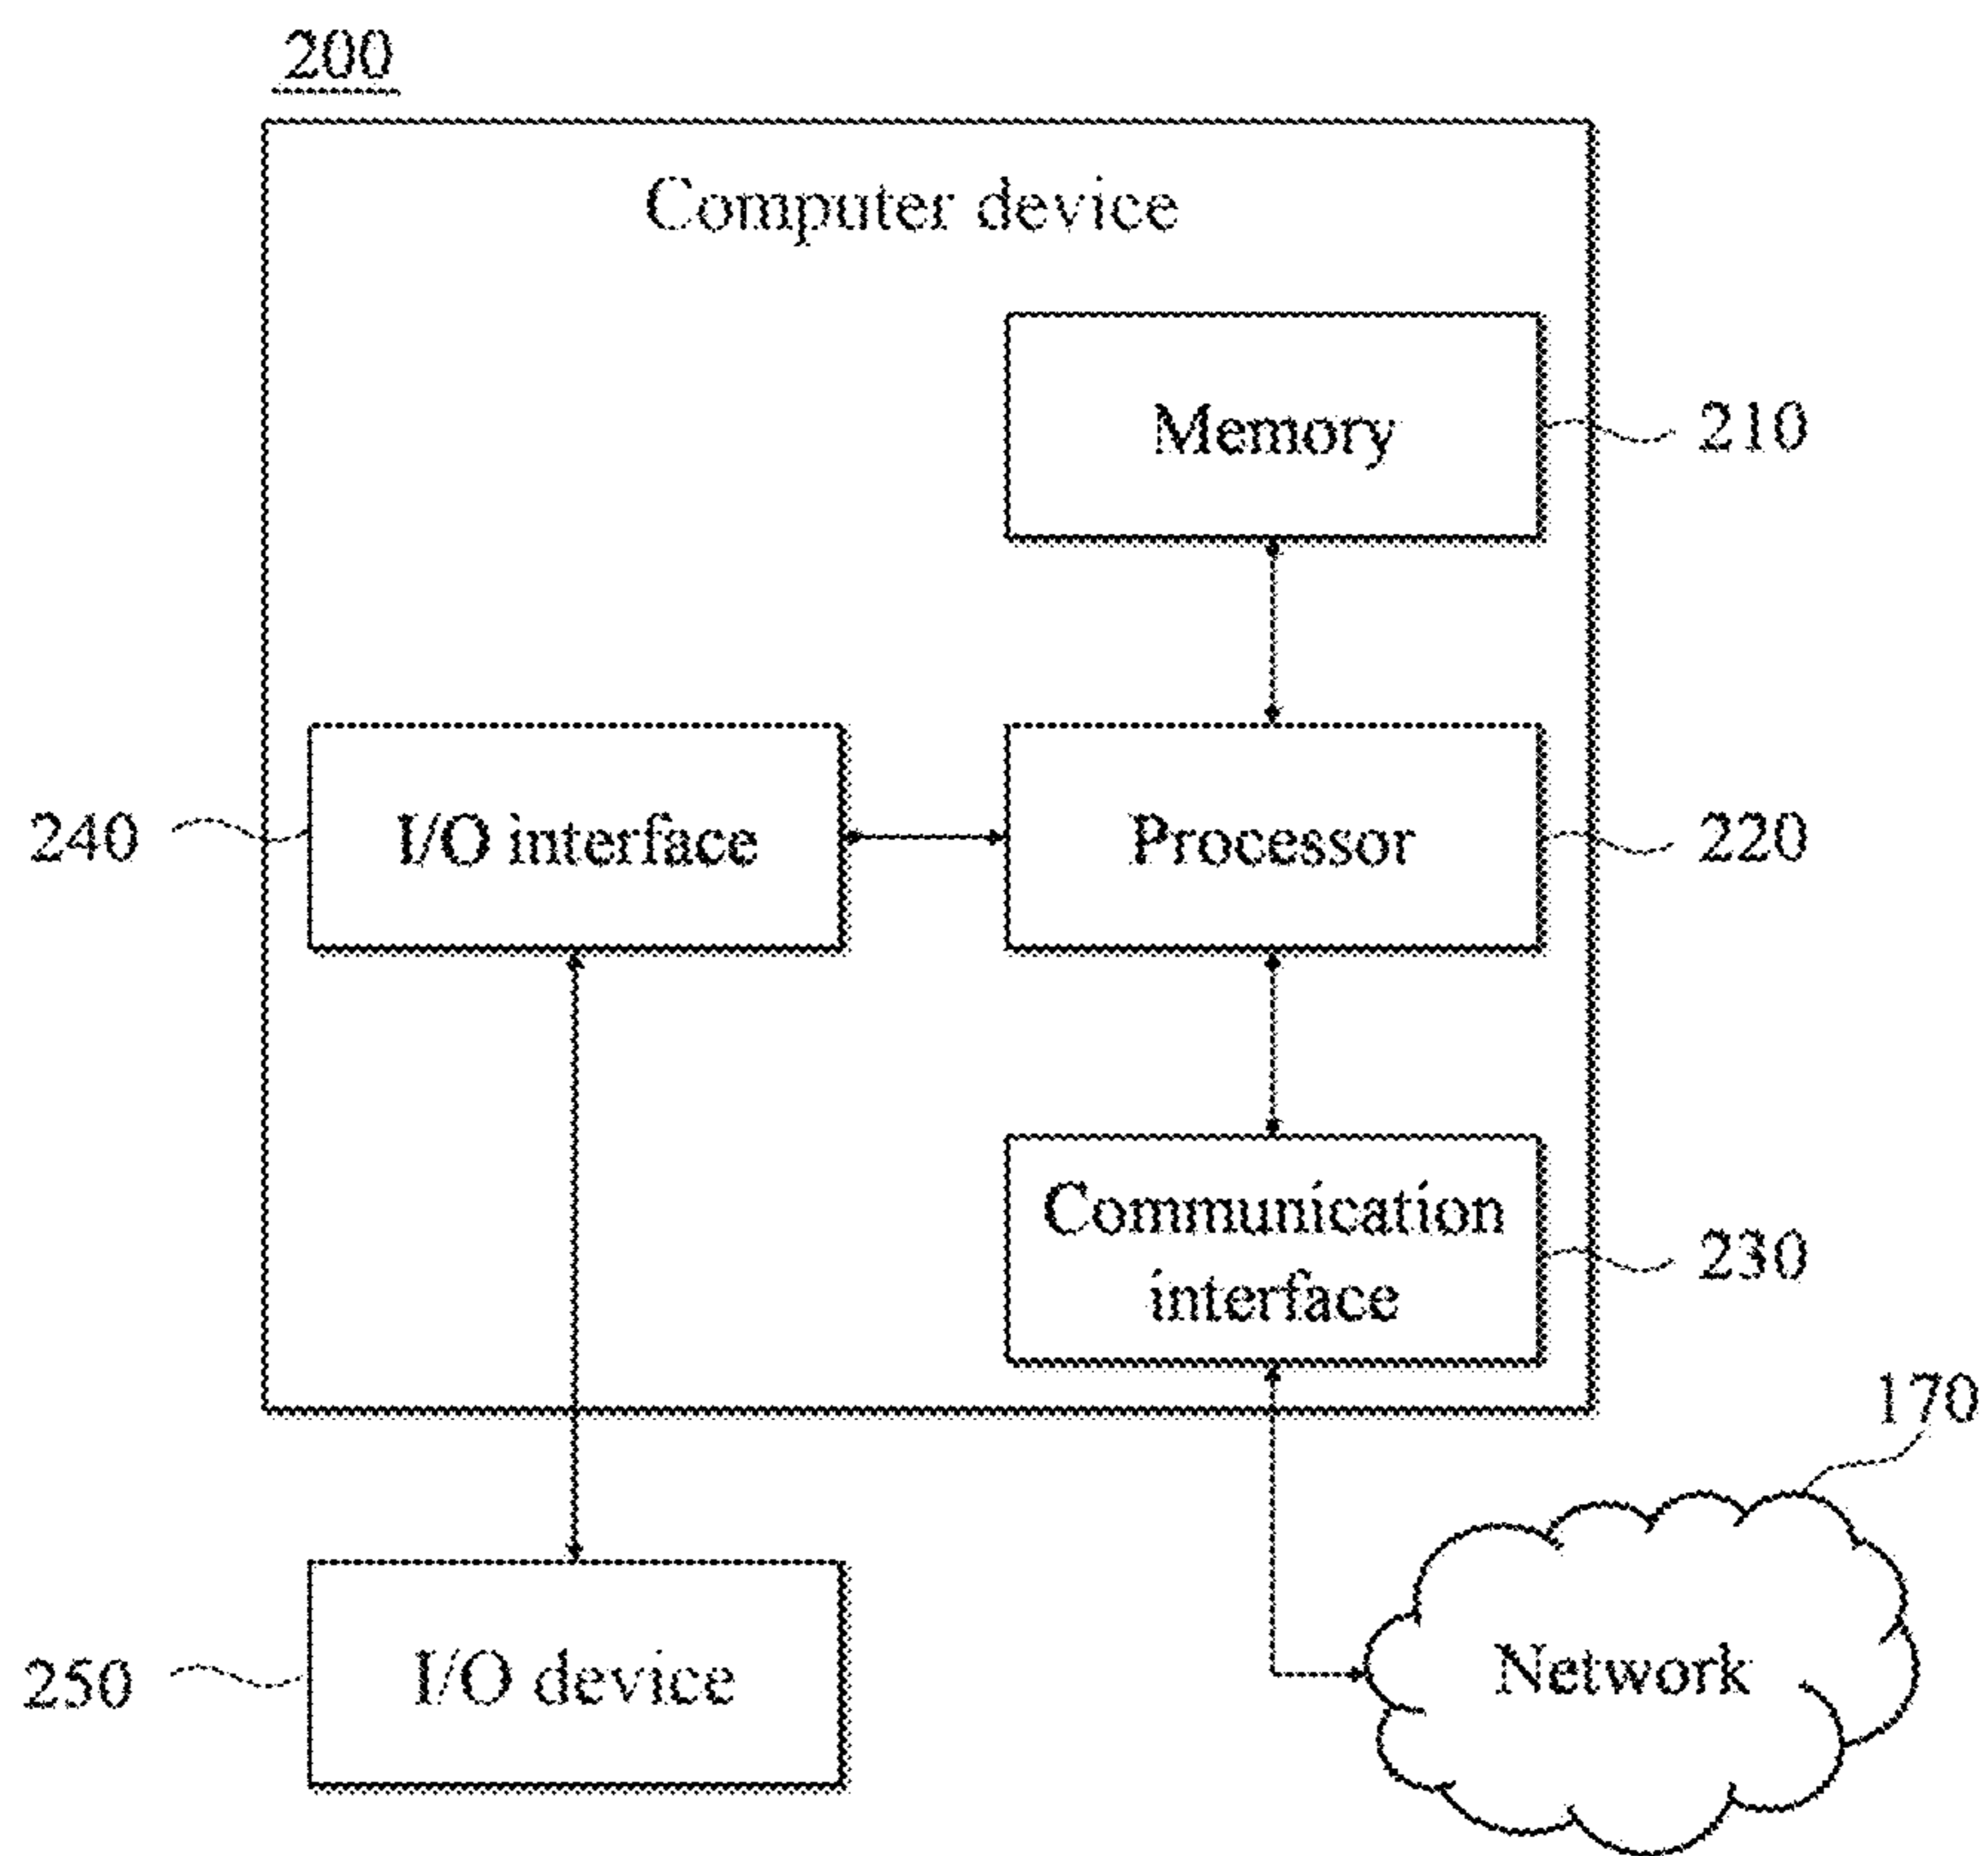 200
Computer device
Memory
210
240
I/O interface
Processor
220
Communication
interface
230
170
250
I/O device
Network